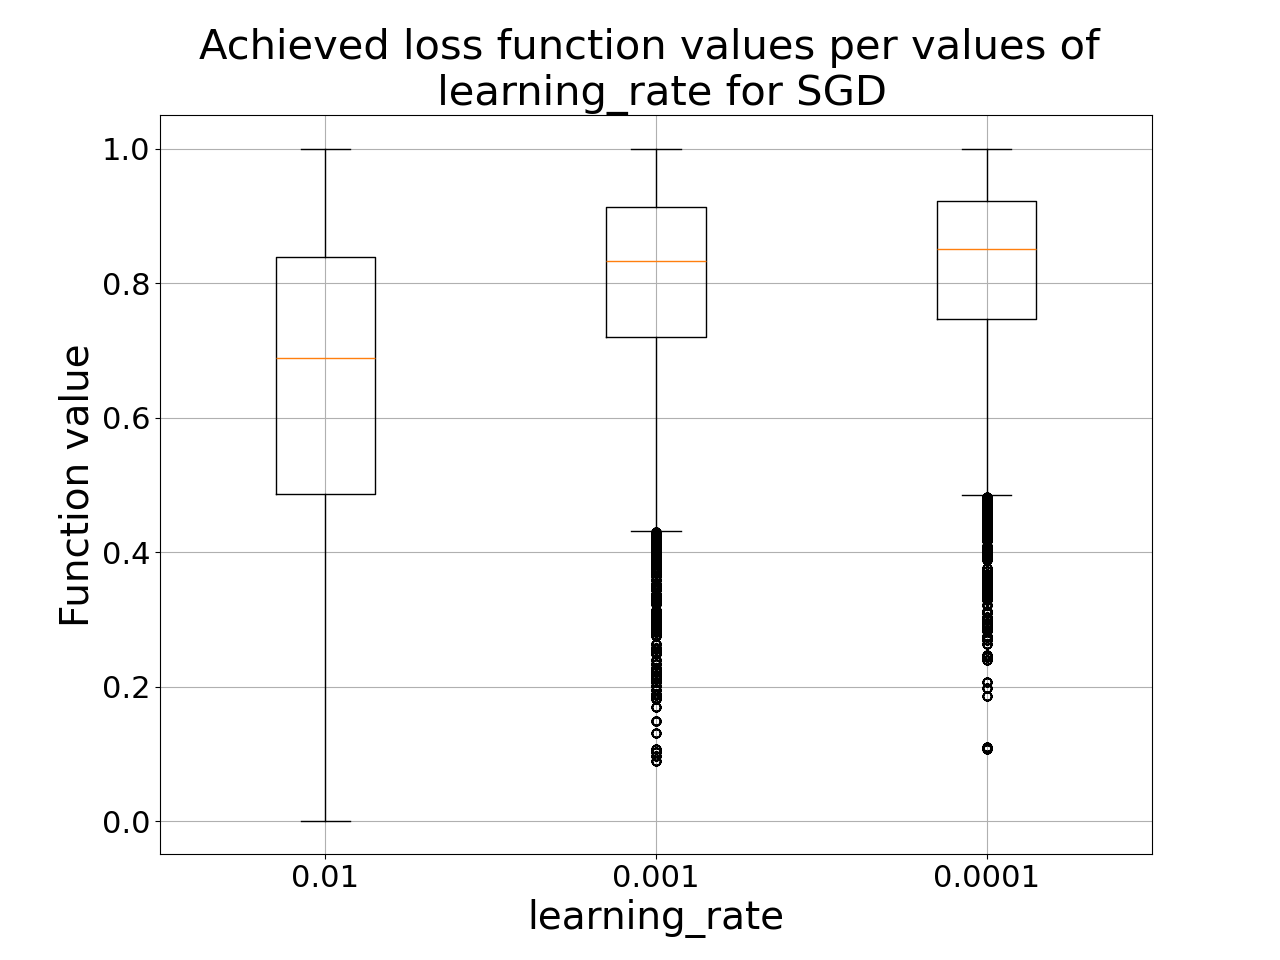 Achieved loss function values per values of
learning_rate for SGD
Function value
1.0
0.8
0.6
0.4
0.2
0.0
0.01
0.001
0.0001
learning_rate